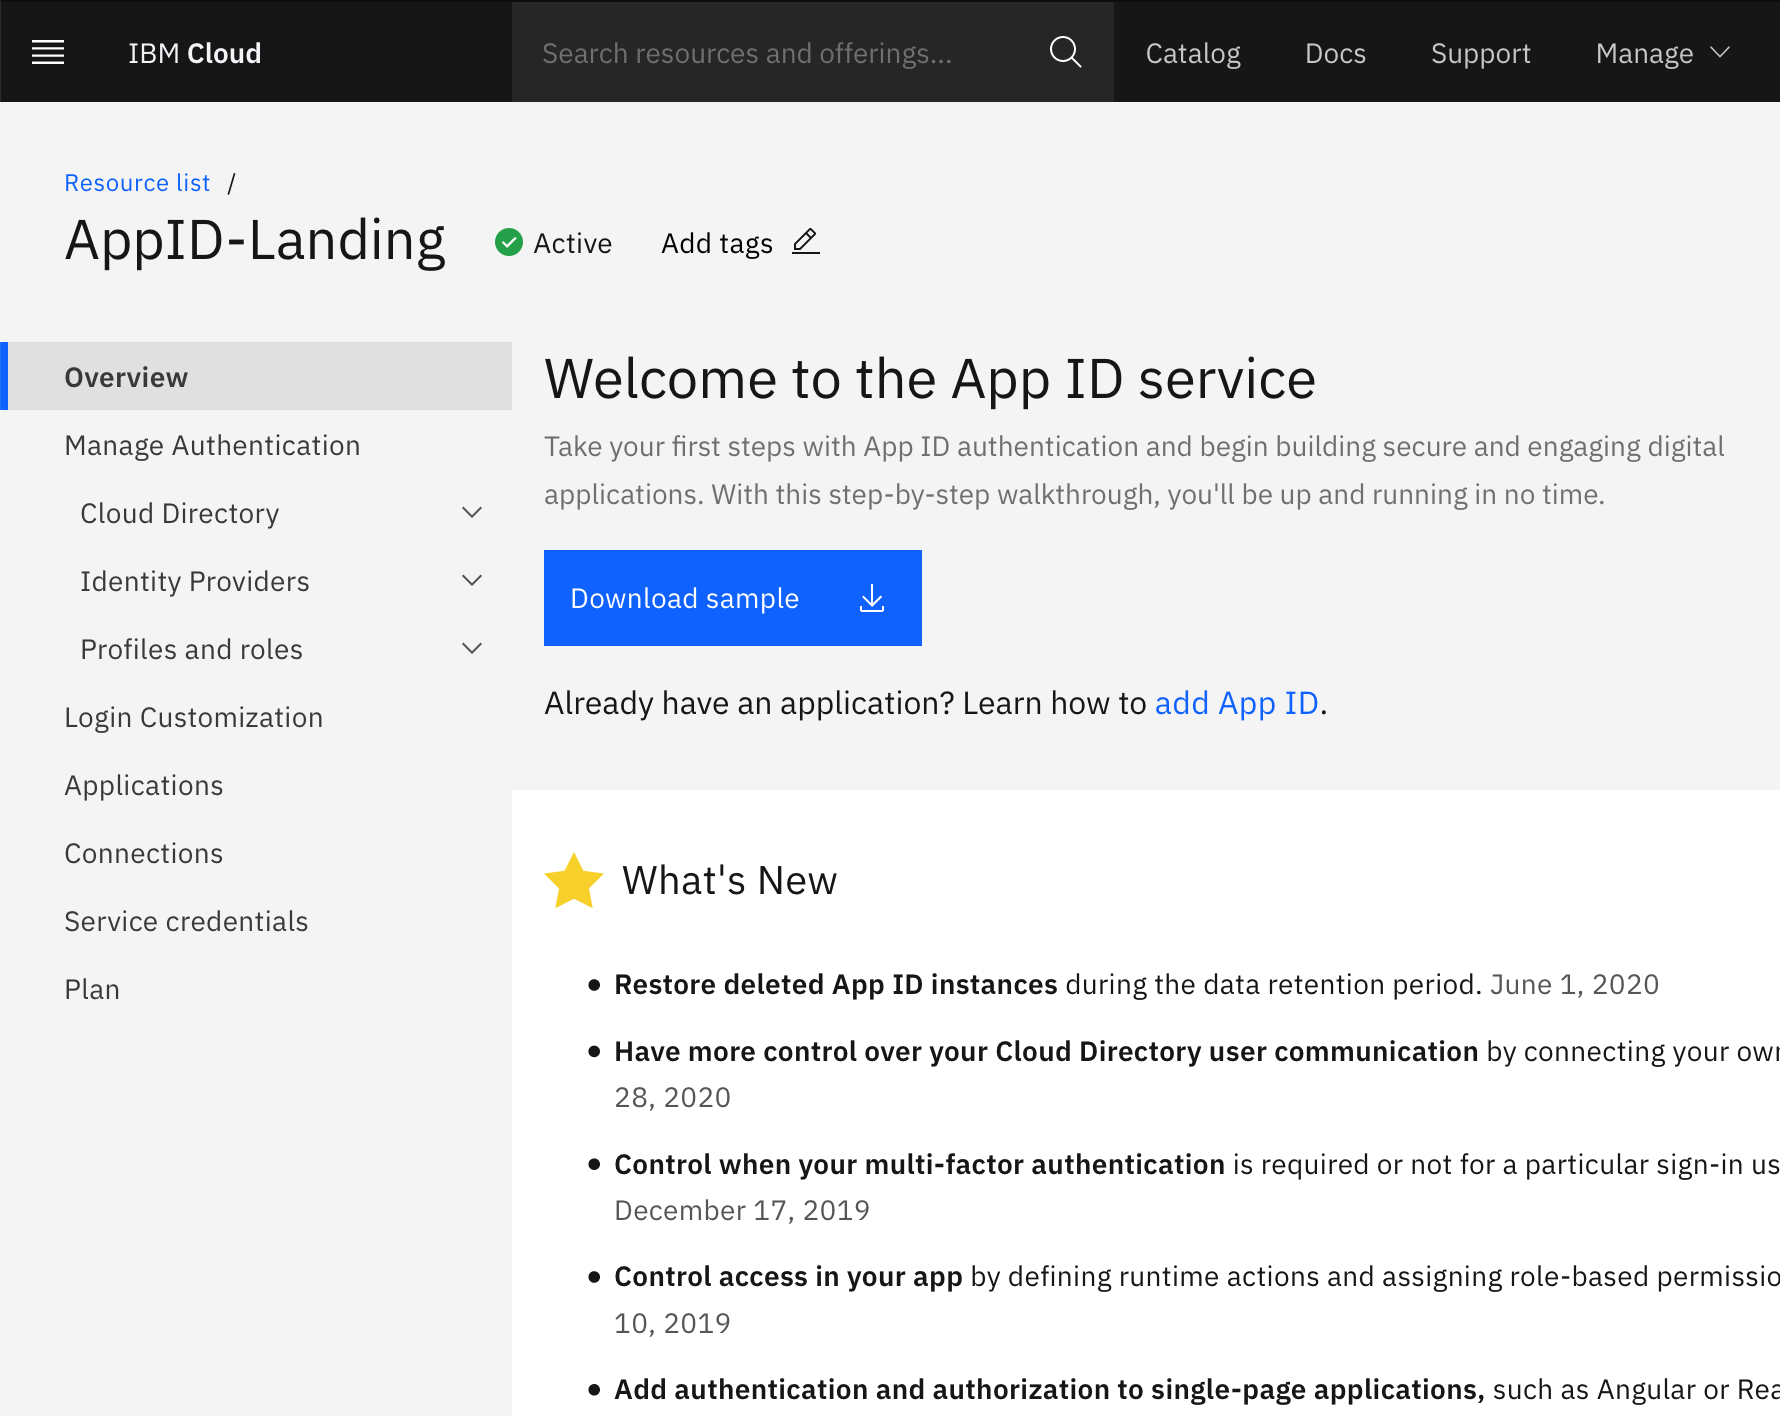 IBM Cloud
Search resources and offerings...
Catalog
Docs
Support
Manage
Resource list /
AppID-Landing
Active
Add tags
Overview
Manage Authentication
Cloud Directory
Identity Providers
Profiles and roles
Login Customization
Applications
Connections
Service credentials
Plan
Welcome to the App ID service
Take your first steps with App ID authentication and begin building secure and engaging digital
applications. With this step-by-step walkthrough, you'll be up and running in no time.
Download sample
Already have an application? Learn how to add App ID.
What's New
Restore deleted App ID instances during the data retention period. June 1, 2020
Have more control over your Cloud Directory user communication by connecting your
28, 2020
Control when your multi-factor authentication is required or not for a particular sign-in
December 17, 2019
Control access in your app by defining runtime actions and assigning role-based
10, 2019
Add authentication and authorization to single-page applications, such as Angular or